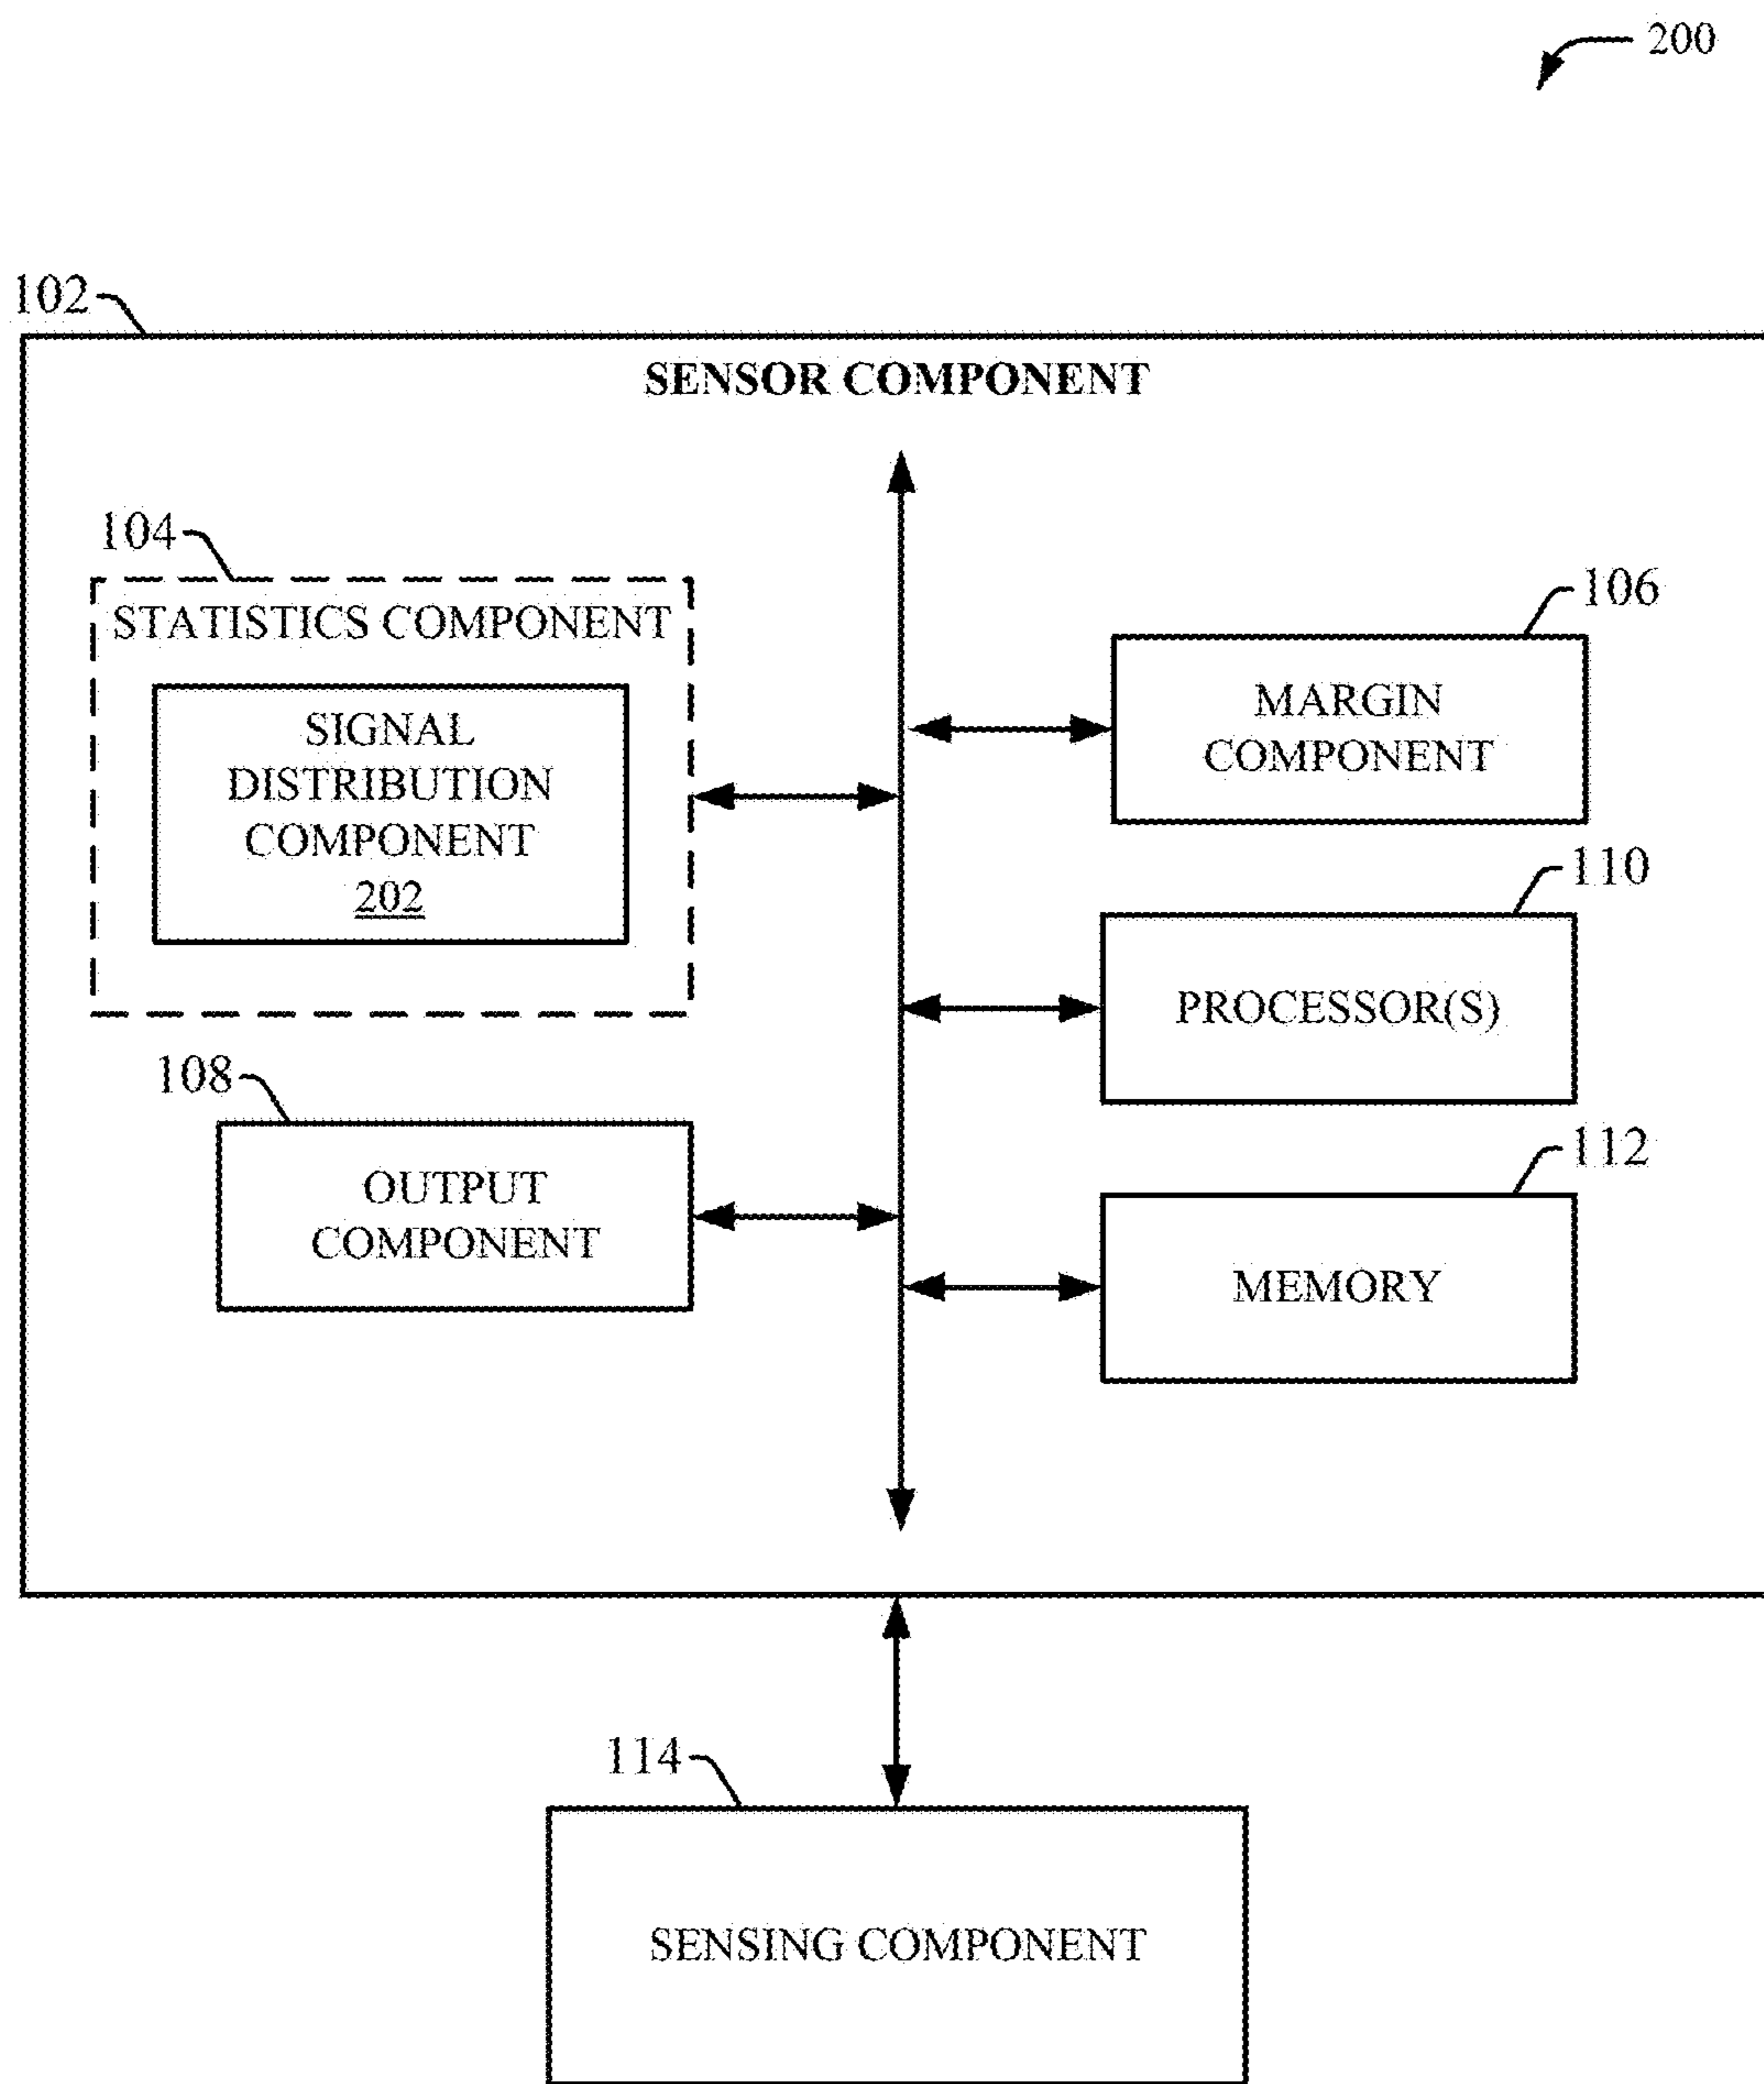 200
102
SENSOR COMPONENT
104
STATISTICS COMPONENT
SIGNAL
DISTRIBUTION
COMPONENT
202
106
MARGIN
COMPONENT
110
PROCESSOR(S)
108
OUTPUT
COMPONENT
112
MEMORY
114
SENSING COMPONENT